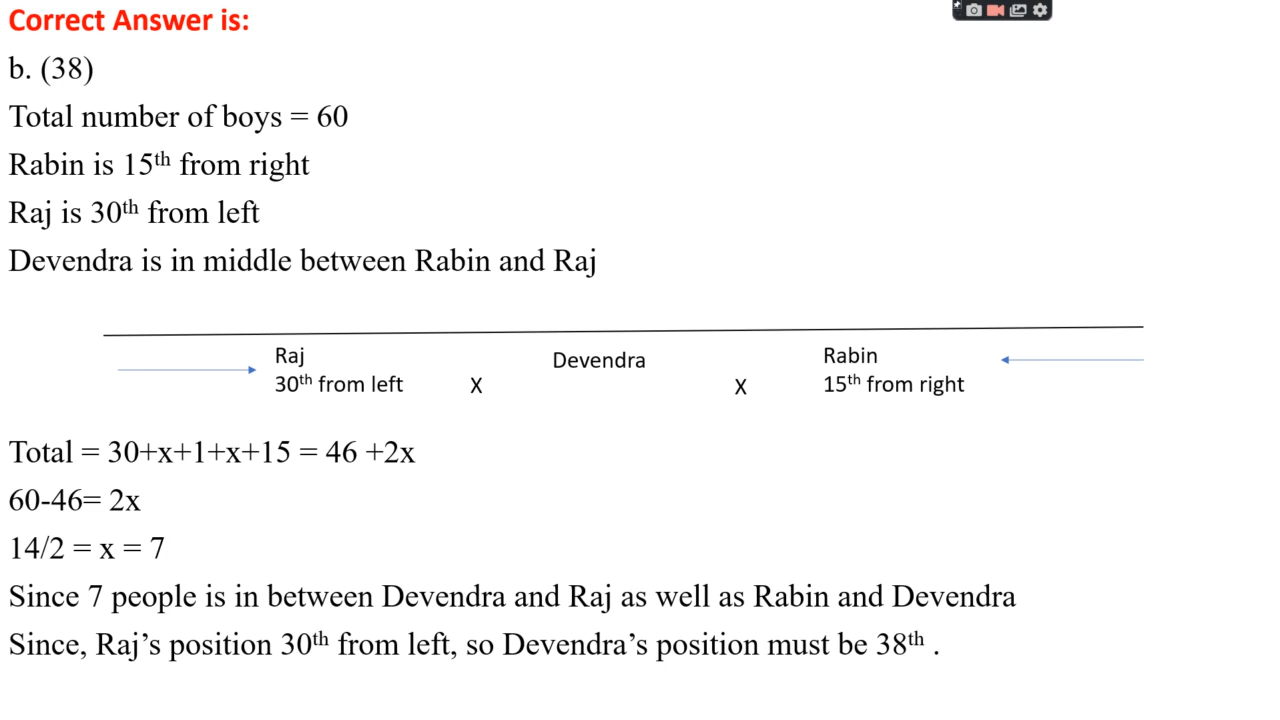 Correct Answer is:
b. (38)
Total number of boys = 60
Rabin is 15th from right
Raj is 30th from left
Devendra is in middle between Rabin and Raj
Raj Devendra Rabin
30th from left X X 15th from right
Total = 30+x+1+x+15 = 46 +2x
60-46= 2x
14/2 = x = 7
Since 7 people is in between Devendra and Raj as well as Rabin and Devendra
Since, Raj’s position 30th from left, so Devendra’s position must be 38th .